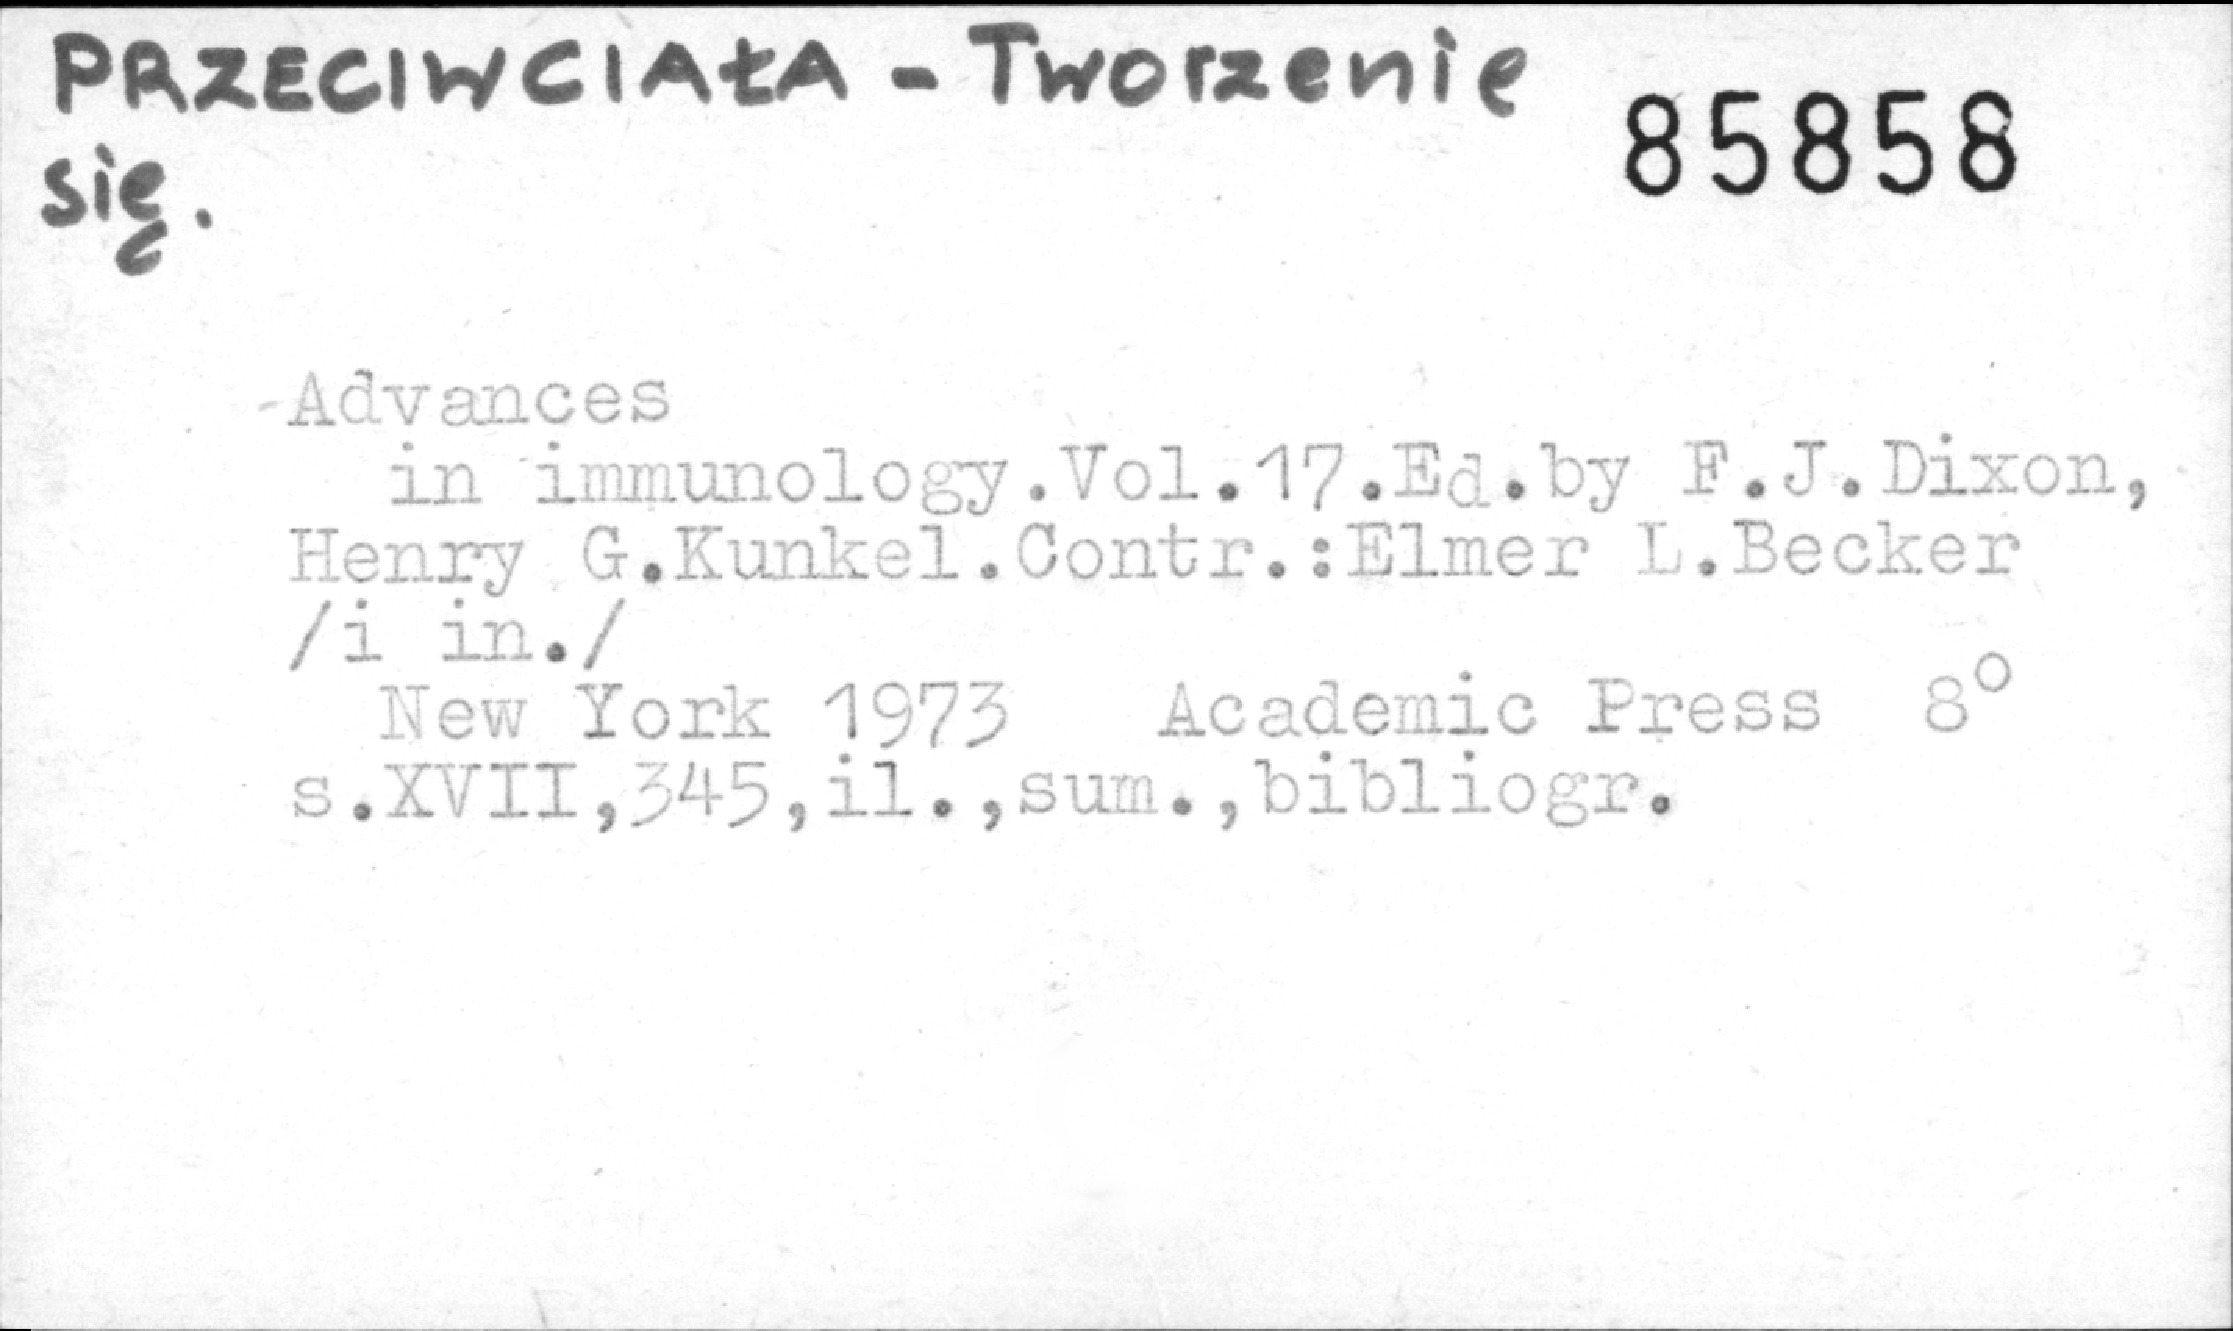 PRZECIWCIAŁA - Tworzenie
się.
85858
Advances
in immunology.Vol.17.Ed.by F.J.Dixon,
Henry G.Kunkel.Contr.:Elmer L.Becker
/i in./
New York 1973 Academic Press 8°
s.XVII,345,il.,sum.,bibliogr.